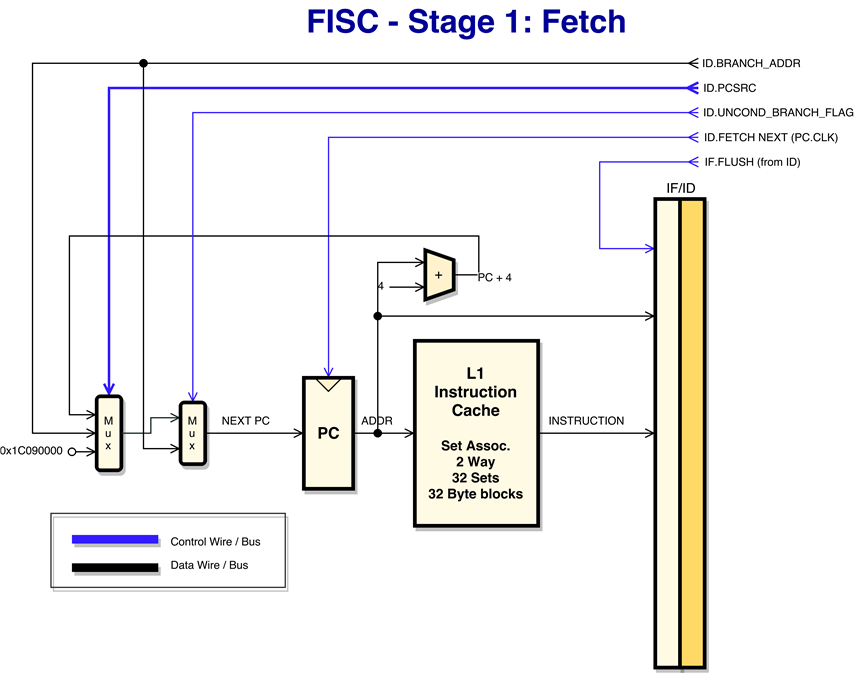 FISC - Stage 1: Fetch
ID.BRANCH_ADDR
ID.PCSRC
ID.UNCOND_BRANCH_FLAG
ID.FETCH NEXT (PC.CLK)
IF.FLUSH (from ID)
IF/ID
+
PC + 4
4
L1
Instruction
Cache
Set Assoc.
2 Way
32 Sets
32 Byte blocks
M
u
x
M
u
x
NEXT PC
PC
ADDR
INSTRUCTION
0x1C090000
Control Wire / Bus
Data Wire / Bus